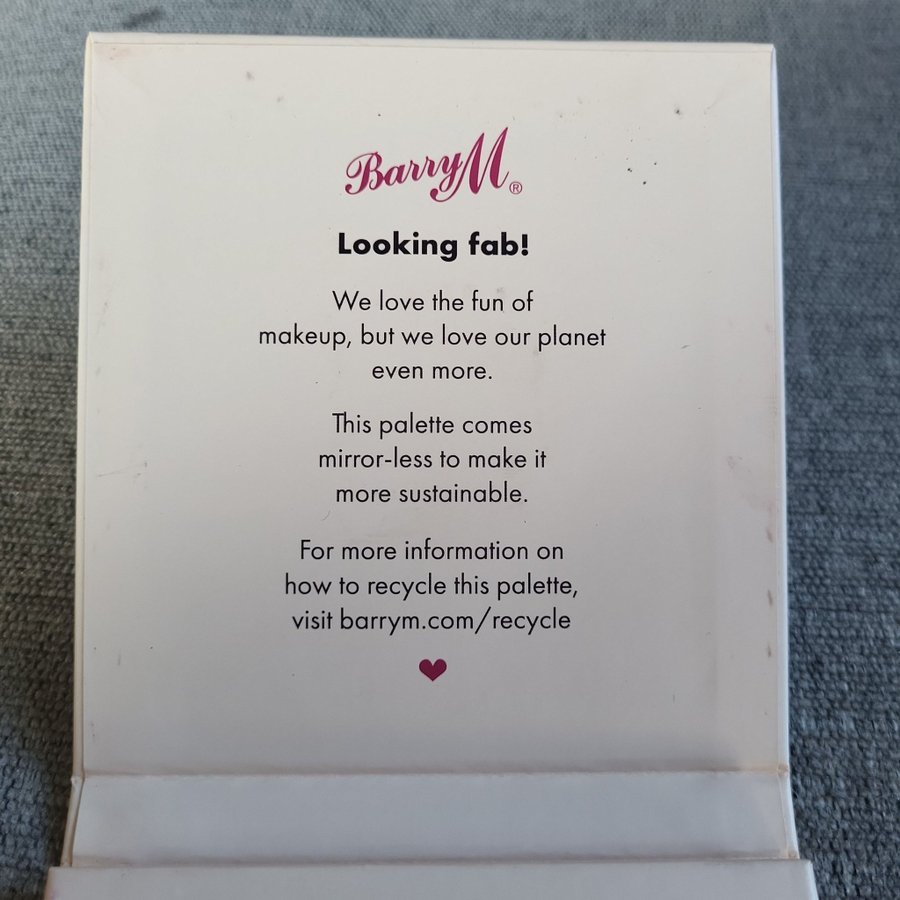 Barry M®
Looking fab!
We love the fun of
makeup, but we love our planet
even more.
This palette comes
mirror-less to make it
more sustainable.
For more information on
how to recycle this palette,
visit barrym.com/recycle